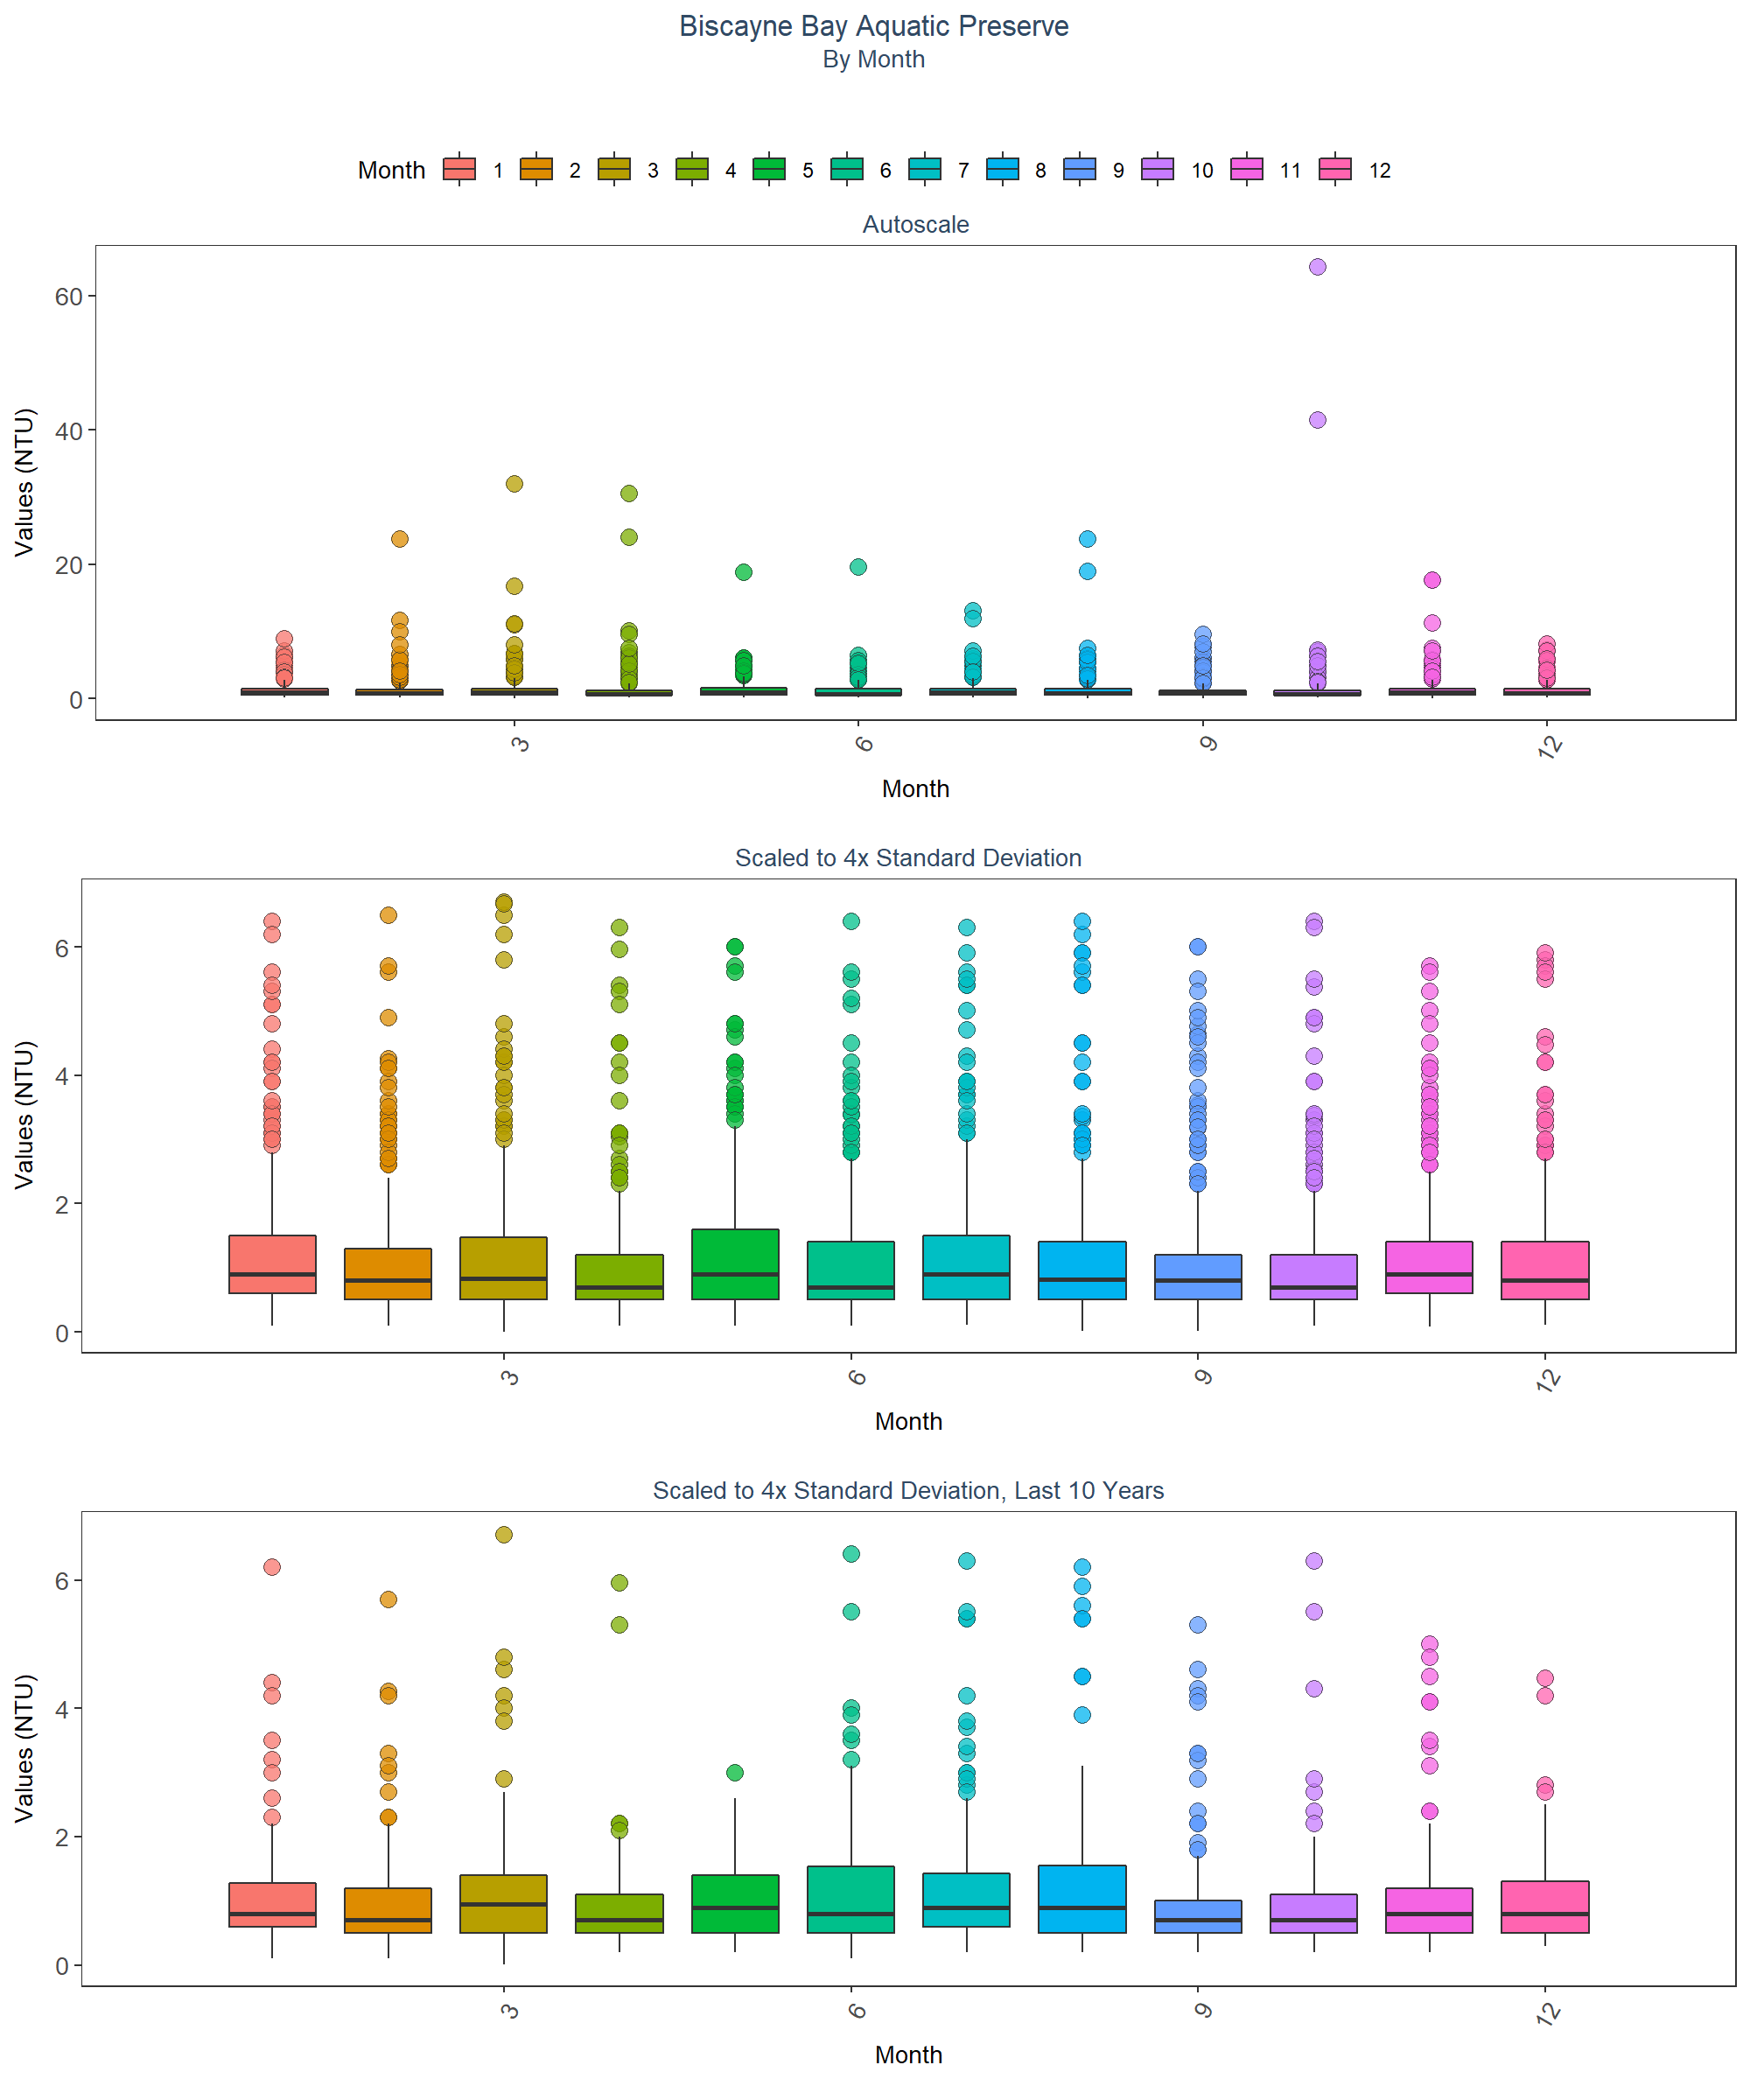 Biscayne Bay Aquatic Preserve
By Month
Month 1 2 3 4 5 6 7 8 9 10 11 12
Autoscale
Values (NTU)
60
40
20
0
3 6 9 12
Month
Scaled to 4x Standard Deviation
Values (NTU)
6
4
2
0
3 6 9 12
Month
Scaled to 4x Standard Deviation, Last 10 Years
Values (NTU)
6
4
2
0
3 6 9 12
Month